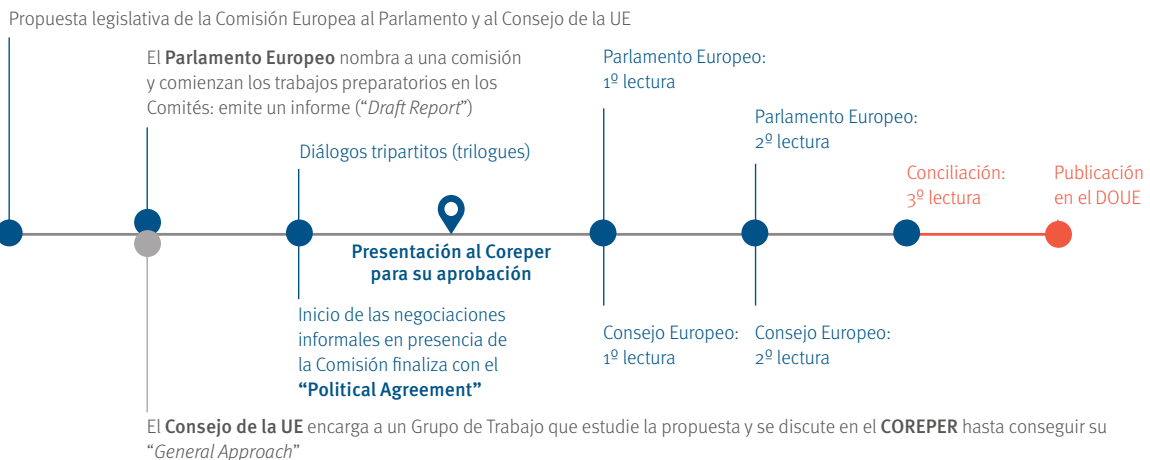 Propuesta legislativa de la Comisión Europea al Parlamento y al Consejo de la UE
El Parlamento Europeo nombra a una comisión
y comienzan los trabajos preparatorios en los
Comités: emite un informe (“Draft Report”)
Diálogos tripartitos (trilogues)
Presentación al Coreper
para su aprobación
Inicio de las negociaciones
informales en presencia de
la Comisión finaliza con el
“Political Agreement”
Parlamento Europeo:
1º lectura
Consejo Europeo:
1º lectura
Parlamento Europeo:
2º lectura
Consejo Europeo:
2º lectura
Conciliación:
3º lectura
Publicación
en el DOUE
El Consejo de la UE encarga a un Grupo de Trabajo que estudie la propuesta y se discute en el COREPER hasta conseguir su
“General Approach”